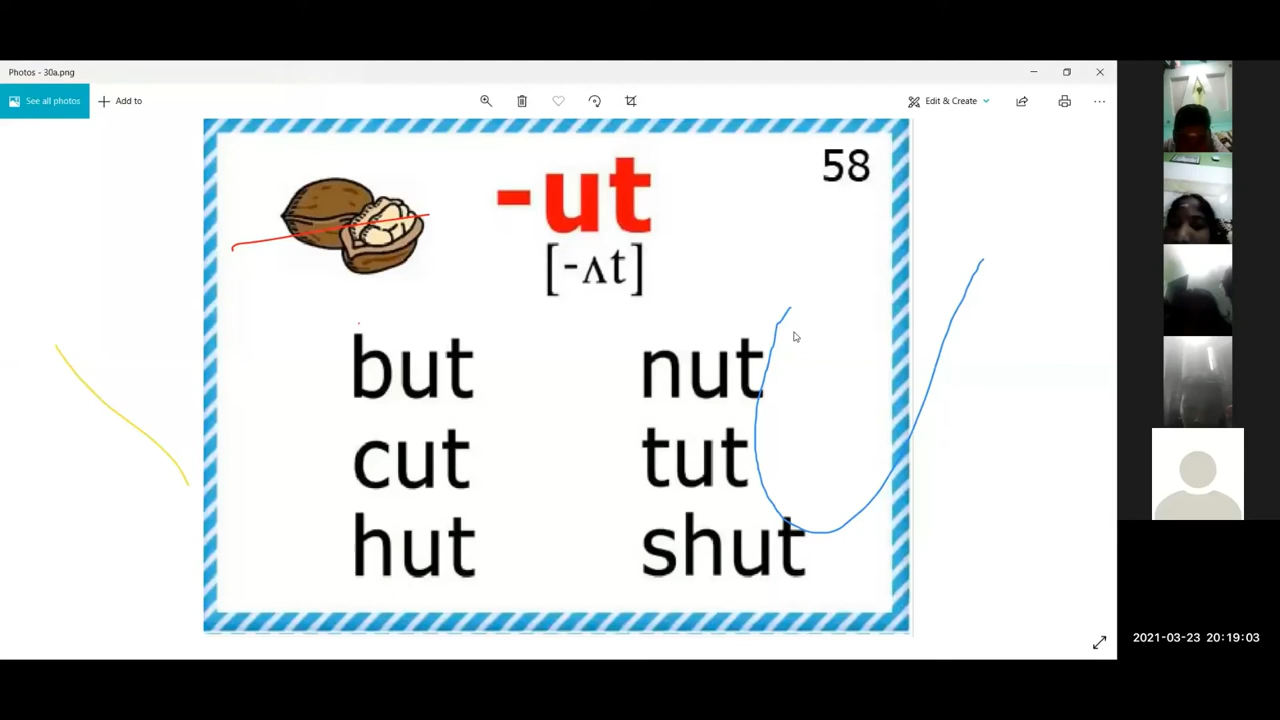 Photos - 30a.png
See all photos
Add to
Edit & Create
58
-ut
[-ʌt]
but
nut
cut
tut
hut
shut
2021-03-23 20:19:03